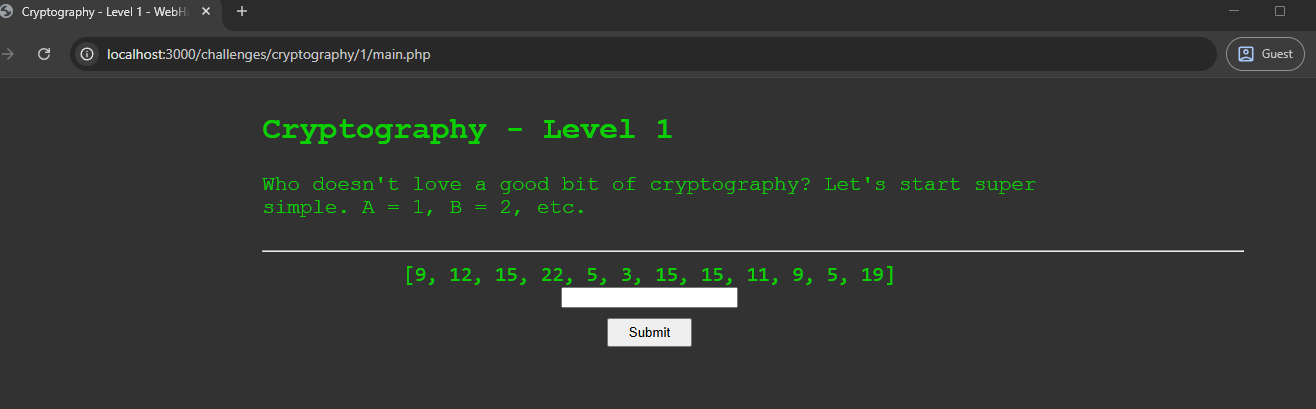 Cryptography - Level 1 - WebH
localhost:3000/challenges/cryptography/1/main.php
Guest
Cryptography - Level 1
Who doesn't love a good bit of cryptography? Let's start super
simple. A = 1, B = 2, etc.
[9, 12, 15, 22, 5, 3, 15, 15, 11, 9, 5, 19]
Submit